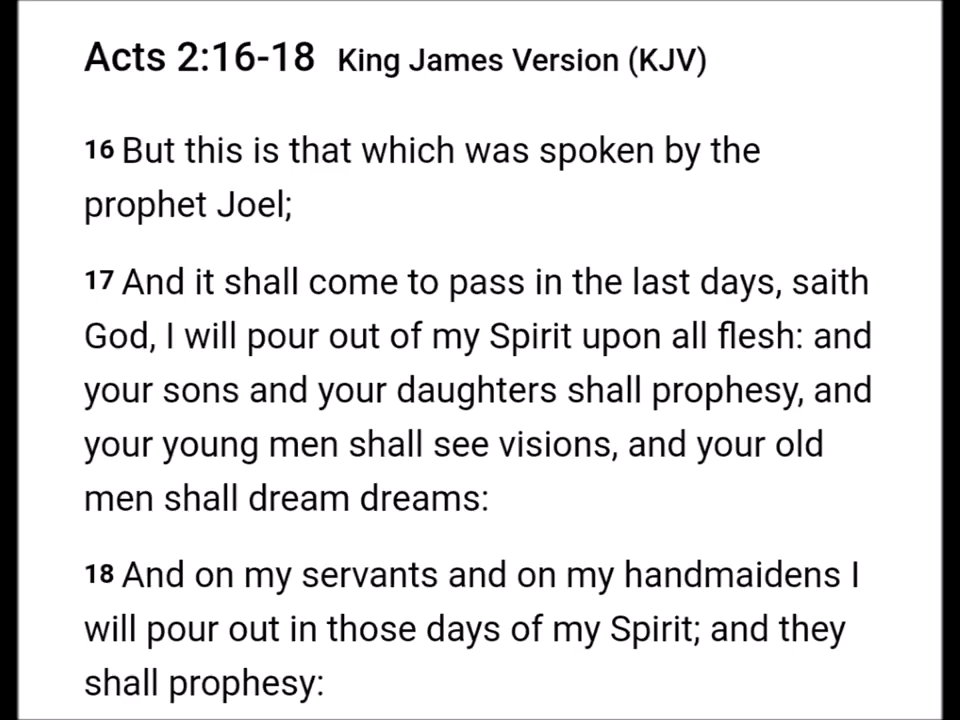 Acts 2:16-18 King James Version (KJV)
16 But this is that which was spoken by the
prophet Joel;
17 And it shall come to pass in the last days, saith
God, I will pour out of my Spirit upon all flesh: and
your sons and your daughters shall prophesy, and
your young men shall see visions, and your old
men shall dream dreams:
18 And on my servants and on my handmaidens I
will pour out in those days of my Spirit; and they
shall prophesy: